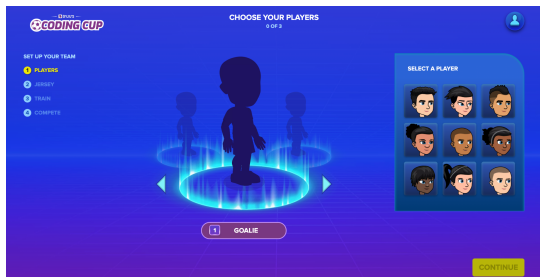 CODING CUP
CHOOSE YOUR PLAYERS
0 OF 3
SET UP YOUR TEAM
1 PLAYERS
2 JERSEY
3 TRAIN
4 COMPETE
SELECT A PLAYER
1 GOALIE
CONTINUE